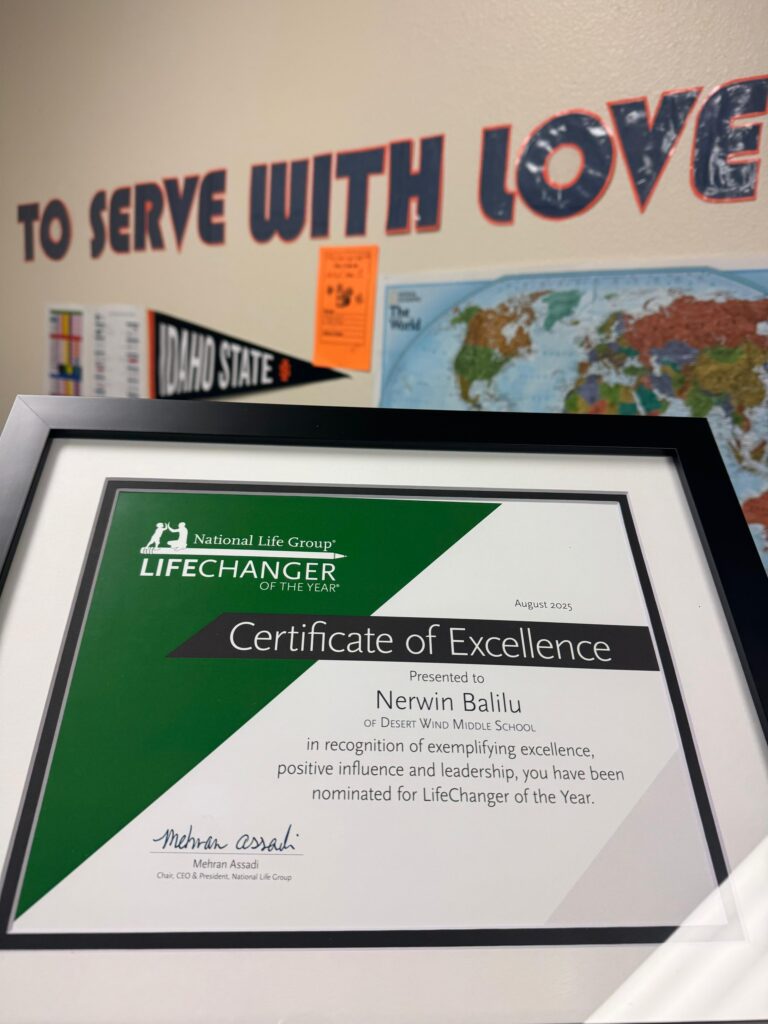 TO SERVE WITH LOVE
IDAHO STATE
The World
National Life Group®
LIFECHANGER
OF THE YEAR®
August 2025
Certificate of Excellence
Presented to
Nerwin Balilu
OF DESERT WIND MIDDLE SCHOOL
in recognition of exemplifying excellence,
positive influence and leadership, you have been
nominated for LifeChanger of the Year.
Mehran Assadi
Mehran Assadi
Chair, CEO & President, National Life Group